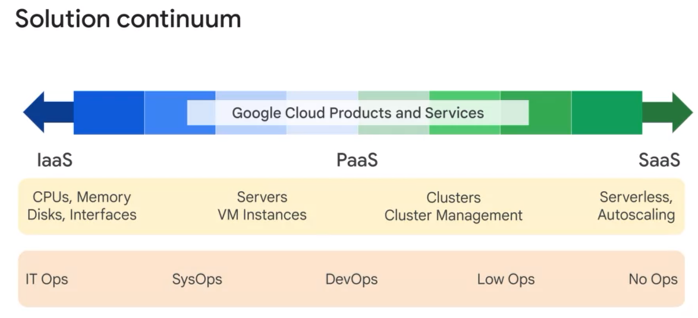 Solution continuum
Google Cloud Products and Services
IaaS PaaS SaaS
CPUs, Memory Servers Clusters Serverless,
Disks, Interfaces VM Instances Cluster Management Autoscaling
IT Ops SysOps DevOps Low Ops No Ops